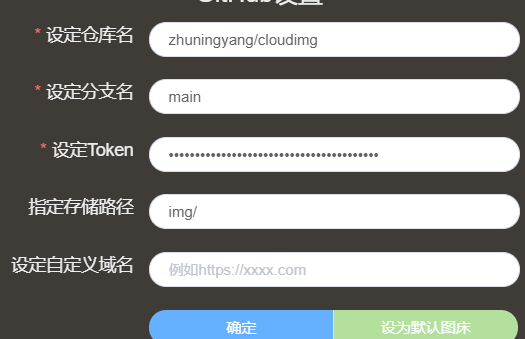 GitHub设置
* 设定仓库名 zhuningyang/cloudimg
* 设定分支名 main
* 设定Token ••••••••••••••••••••••••••••••••••••••••
指定存储路径 img/
设定自定义域名 例如https://xxxx.com
确定 设为默认图床